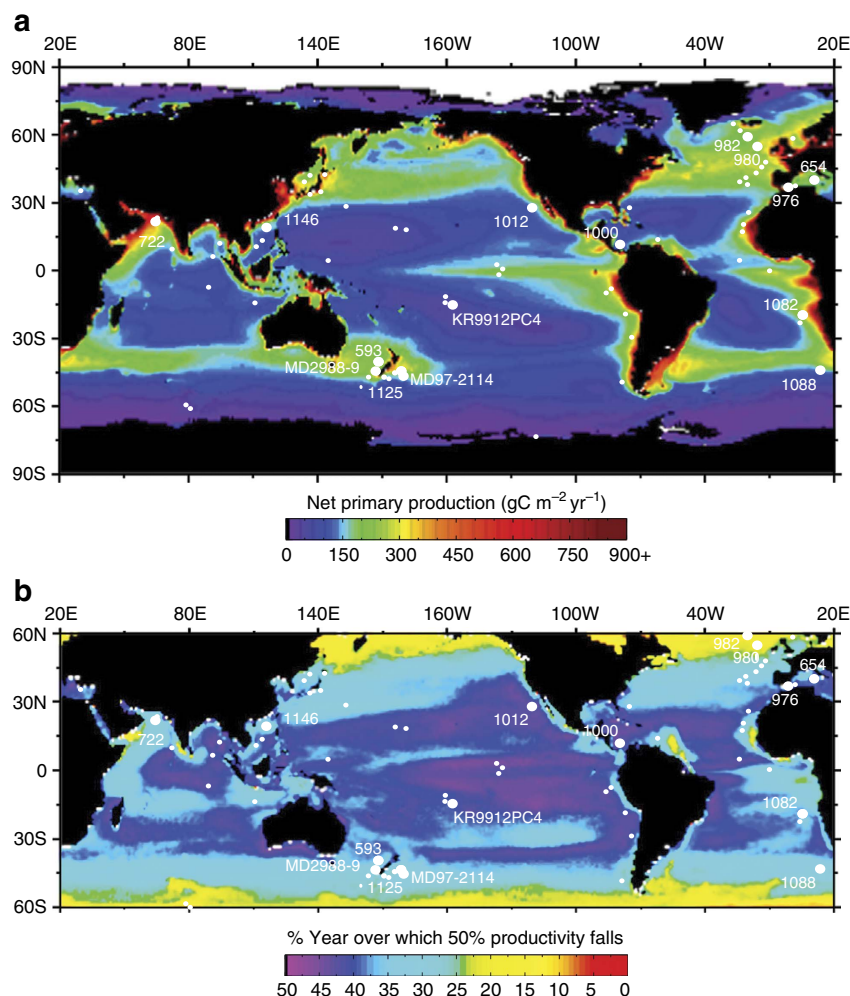 a
20E 80E 140E 160W 100W 40W 20E
90N
60N
982
980
654
976
30N
1146
1012
722
1000
0
1082
KR9912PC4
30S
593
MD2988-9
MD97-2114
1125
1088
60S
90S
Net primary production (gC m⁻² yr⁻¹)
0 150 300 450 600 750 900+
b
20E 80E 140E 160W 100W 40W 20E
60N
982
980
654
976
30N
1146
1012
722
1000
0
1082
KR9912PC4
30S
593
MD2988-9
MD97-2114
1125
1088
60S
% Year over which 50% productivity falls
50 45 40 35 30 25 20 15 10 5 0